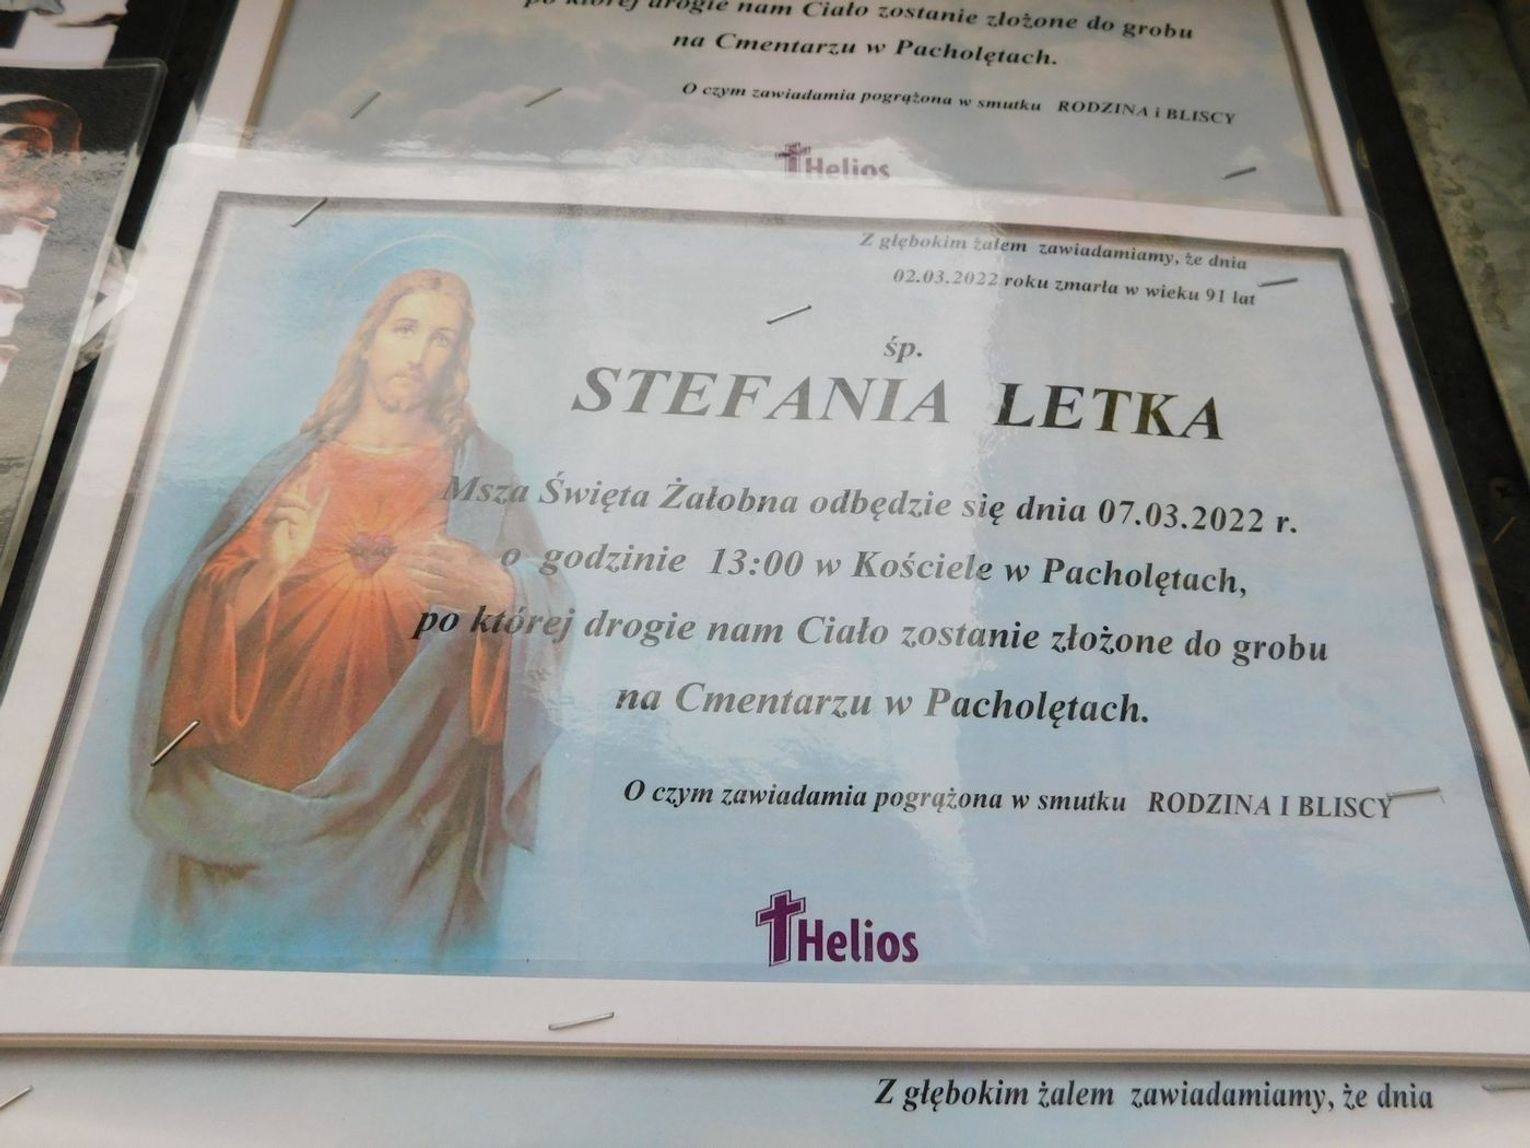 po której drogie nam Ciało zostanie złożone do grobu
na Cmentarzu w Pacholętach.
O czym zawiadamia pogrążona w smutku RODZINA i BLISCY
Helios
Z głębokim żalem zawiadamiamy, że dnia
02.03.2022 roku zmarła w wieku 91 lat
śp.
STEFANIA LETKA
Msza Święta Żałobna odbędzie się dnia 07.03.2022 r.
o godzinie 13:00 w Kościele w Pacholętach,
po której drogie nam Ciało zostanie złożone do grobu
na Cmentarzu w Pacholętach.
O czym zawiadamia pogrążona w smutku RODZINA I BLISCY
Helios
Z głębokim żalem zawiadamiamy, że dnia